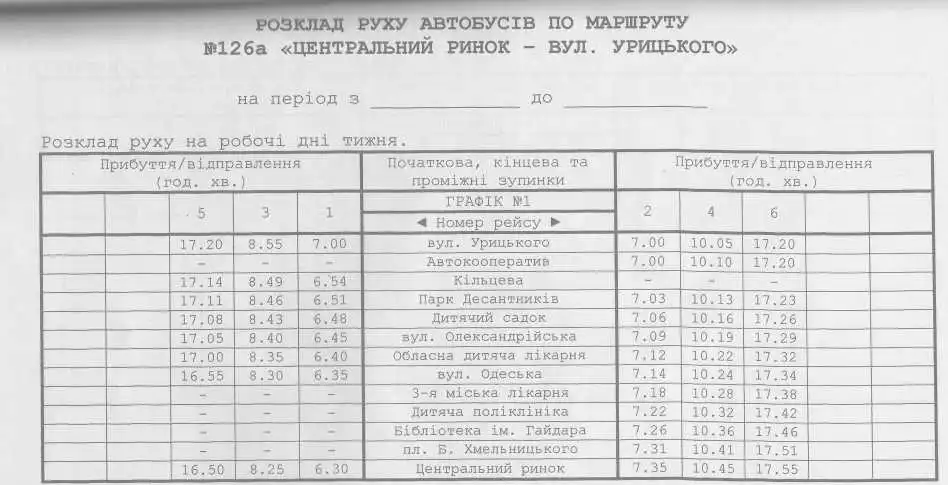 РОЗКЛАД РУХУ АВТОБУСІВ ПО МАРШРУТУ
№126а «ЦЕНТРАЛЬНИЙ РИНОК – ВУЛ. УРИЦЬКОГО»
на період з ____________ до ____________
Розклад руху на робочі дні тижня.
Прибуття/відправлення (год. хв.) Початкова, кінцева та проміжні зупинки Прибуття/відправлення (год. хв.)
ГРАФІК №1
5 3 1 ◄ Номер рейсу ► 2 4 6
17.20 8.55 7.00 вул. Урицького 7.00 10.05 17.20
– – – Автокооператив 7.00 10.10 17.20
17.14 8.49 6.54 Кільцева – – –
17.11 8.46 6.51 Парк Десантників 7.03 10.13 17.23
17.08 8.43 6.48 Дитячий садок 7.06 10.16 17.26
17.05 8.40 6.45 вул. Олександрійська 7.09 10.19 17.29
17.00 8.35 6.40 Обласна дитяча лікарня 7.12 10.22 17.32
16.55 8.30 6.35 вул. Одеська 7.14 10.24 17.34
– – – 3-я міська лікарня 7.18 10.28 17.38
– – – Дитяча поліклініка 7.22 10.32 17.42
– – – Бібліотека ім. Гайдара 7.26 10.36 17.46
– – – пл. Б. Хмельницького 7.31 10.41 17.51
16.50 8.25 6.30 Центральний ринок 7.35 10.45 17.55